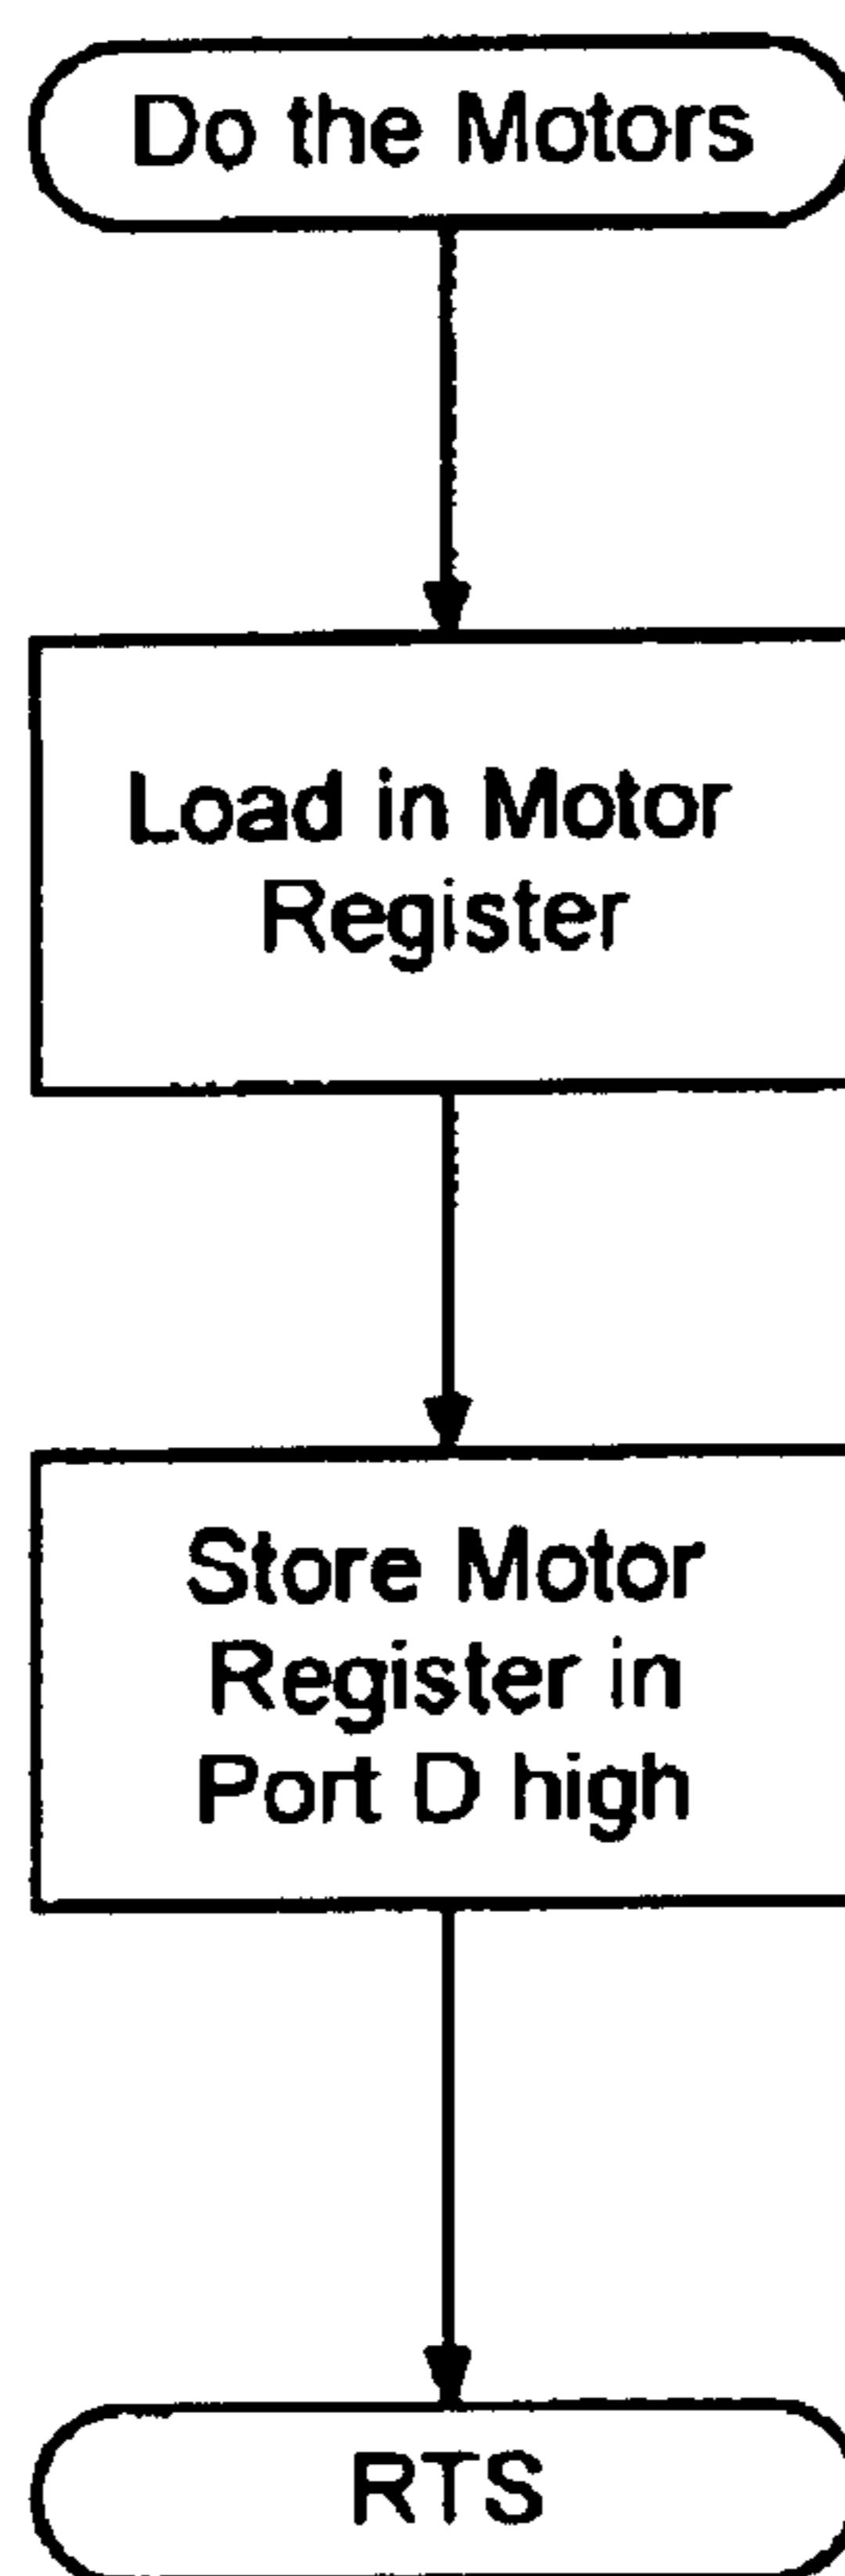 Do the Motors
Load in Motor
Register
Store Motor
Register in
Port D high
RTS